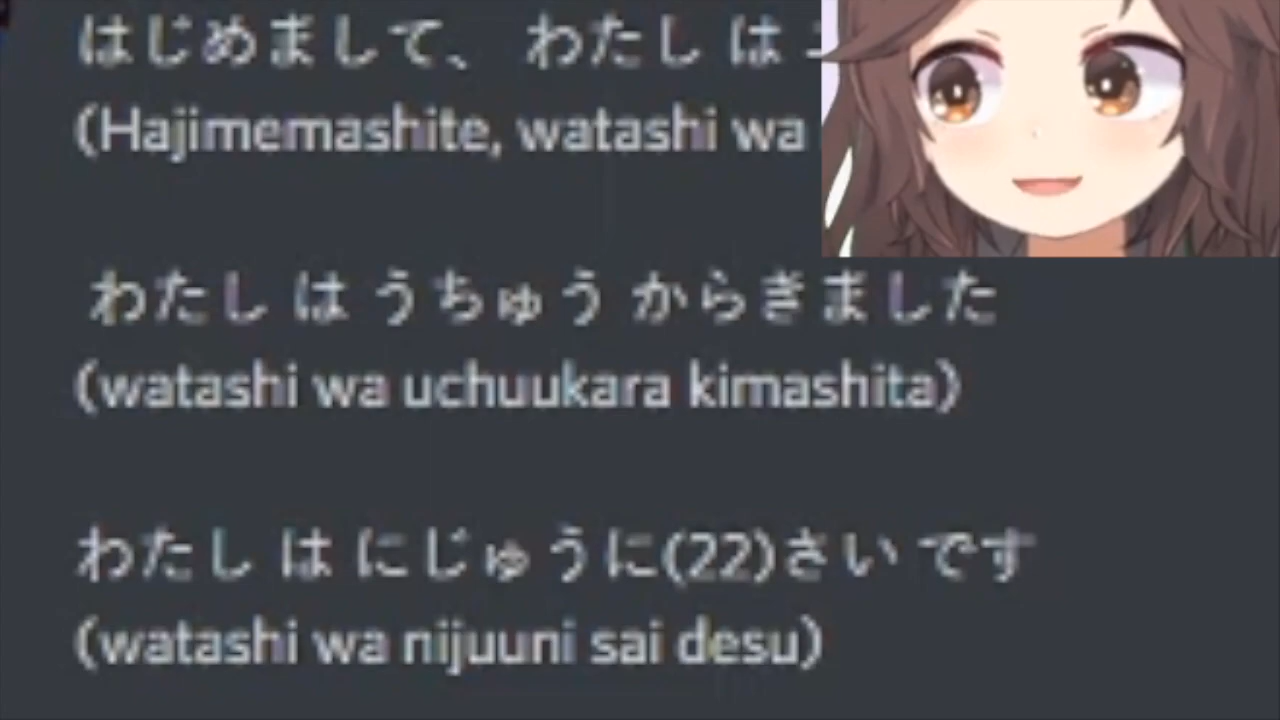 はじめまして、 わたし は
(Hajimemashite, watashi wa
わたし は うちゅう からぎました
(watashi wa uchuukara kimashita)
わたし は にじゅうに(22)さい です
(watashi wa nijuuni sai desu)